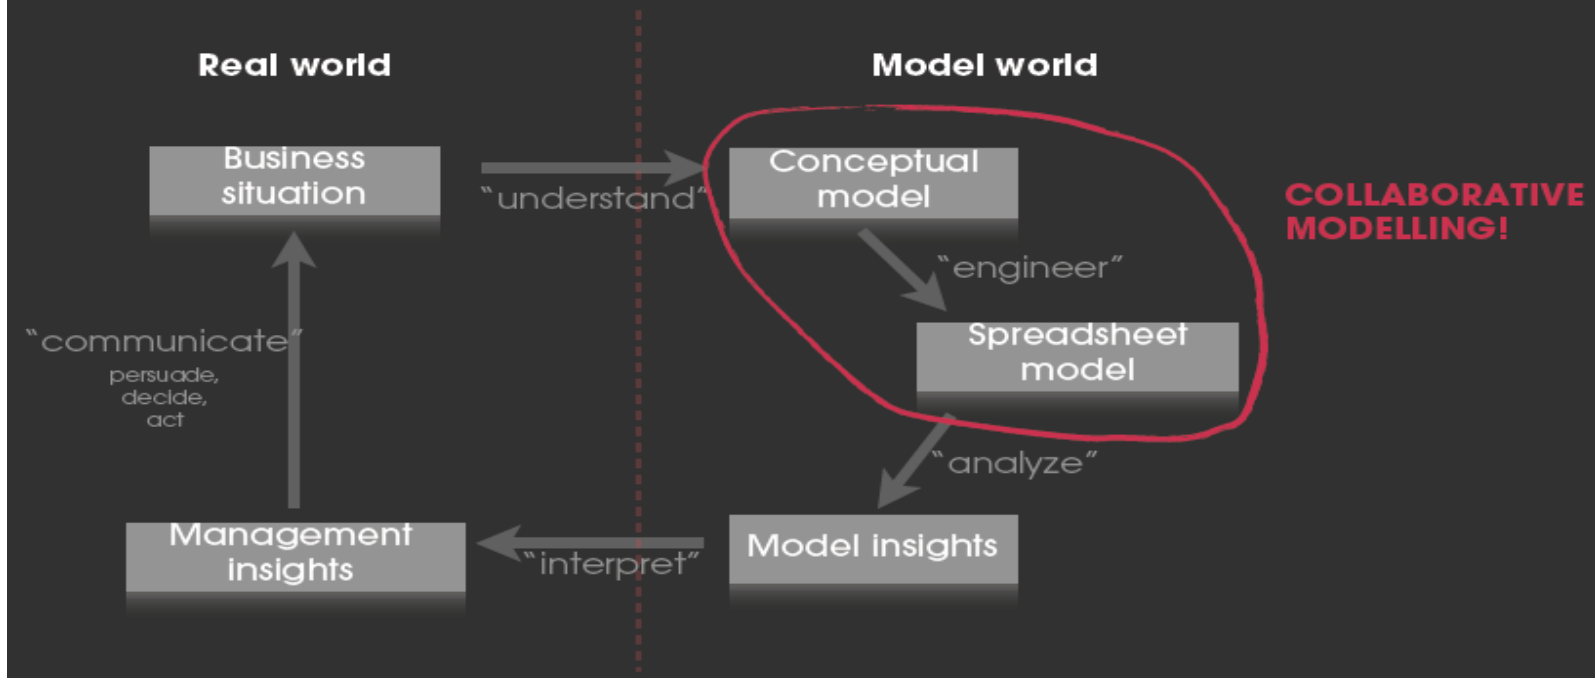 Real world
Model world
Business
situation
“understand”
Conceptual
model
COLLABORATIVE
MODELLING!
“engineer”
Spreadsheet
model
“communicate”
persuade,
decide,
act
“analyze”
Management
insights
“interpret”
Model insights